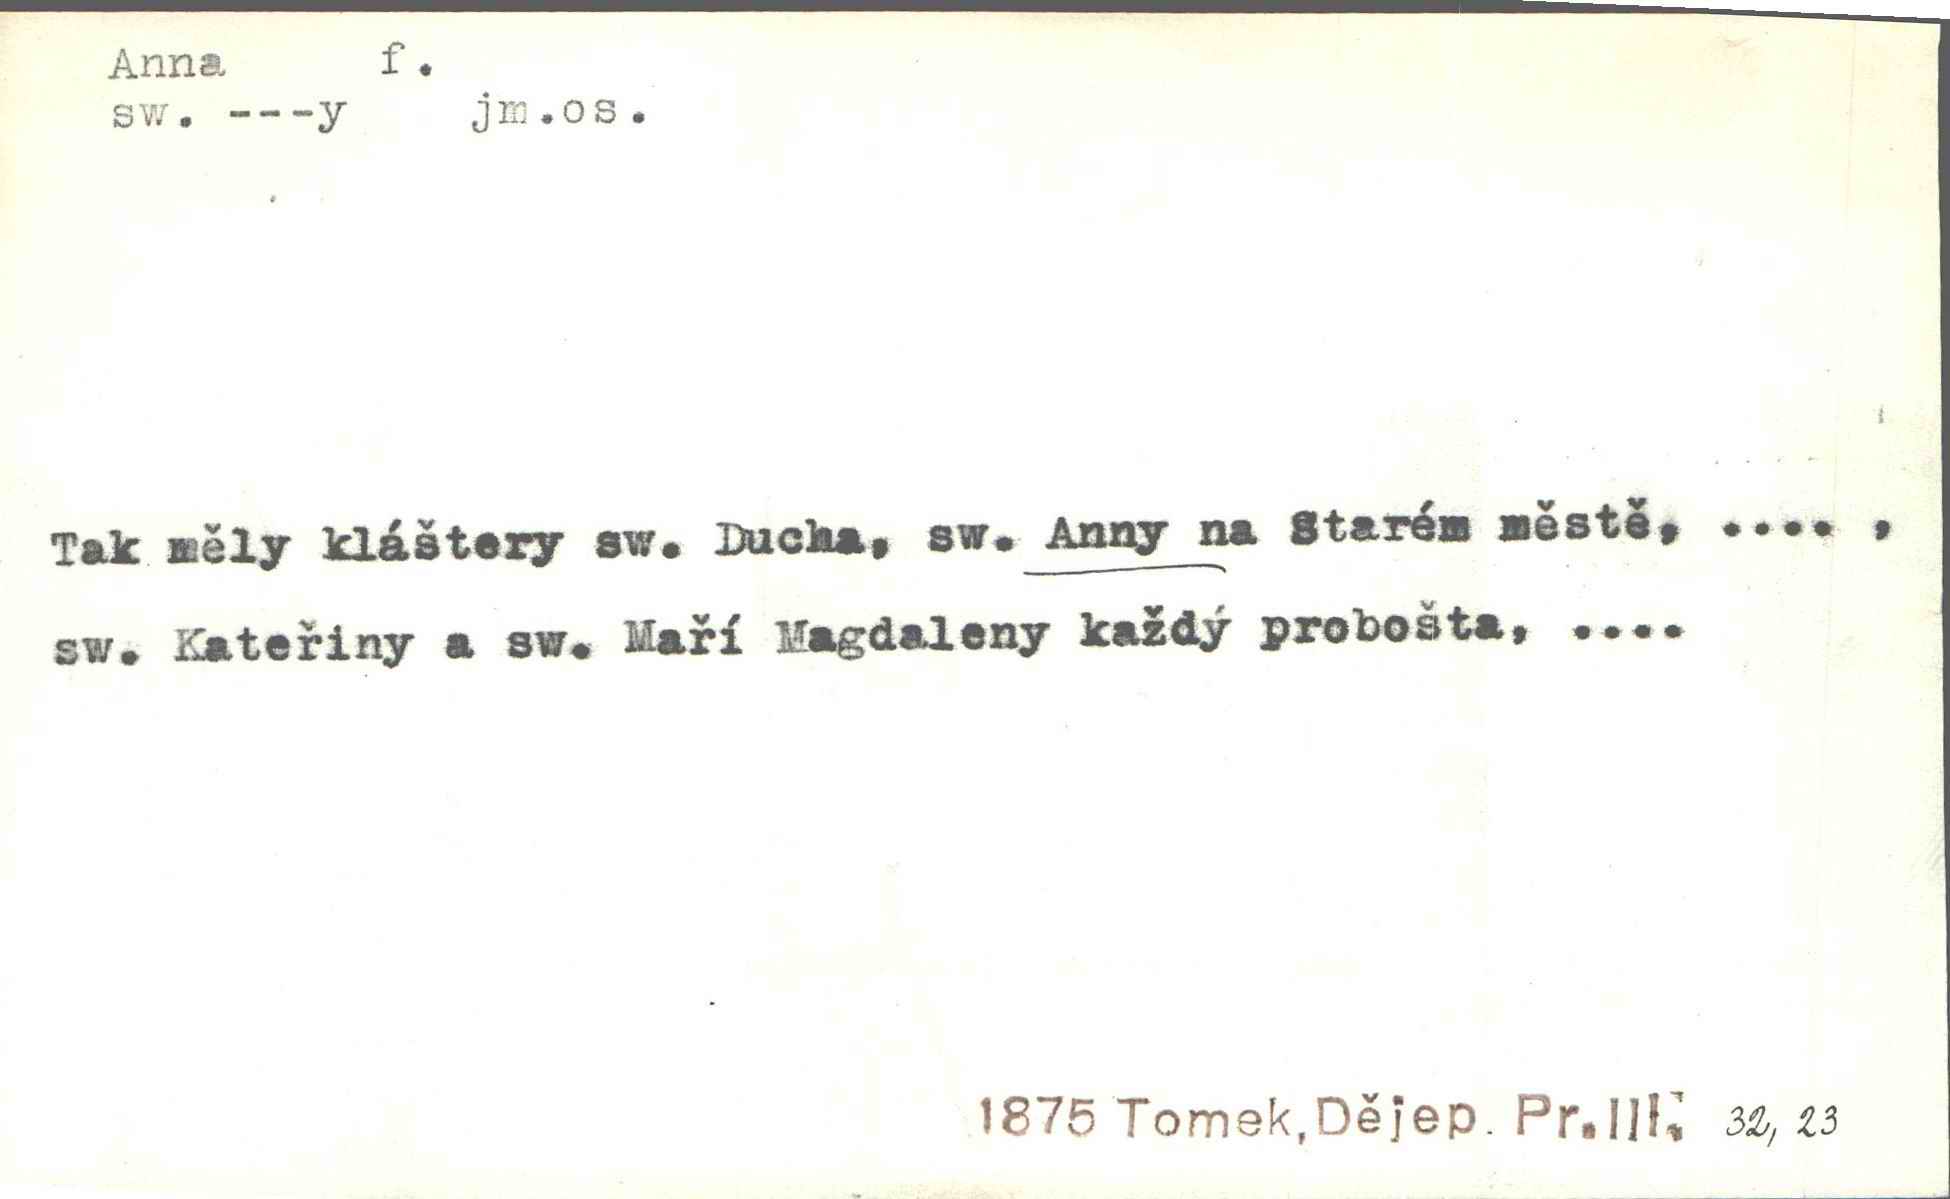 Anna f.
sw. ---y jm.os.
Tak měly kláštery sw. Ducha, sw. Anny na Starém městě, .... ,
sw. Kateřiny a sw. Maří Magdaleny každý probošta, ....
1875 Tomek,Dějep. Pr.III. 32, 23